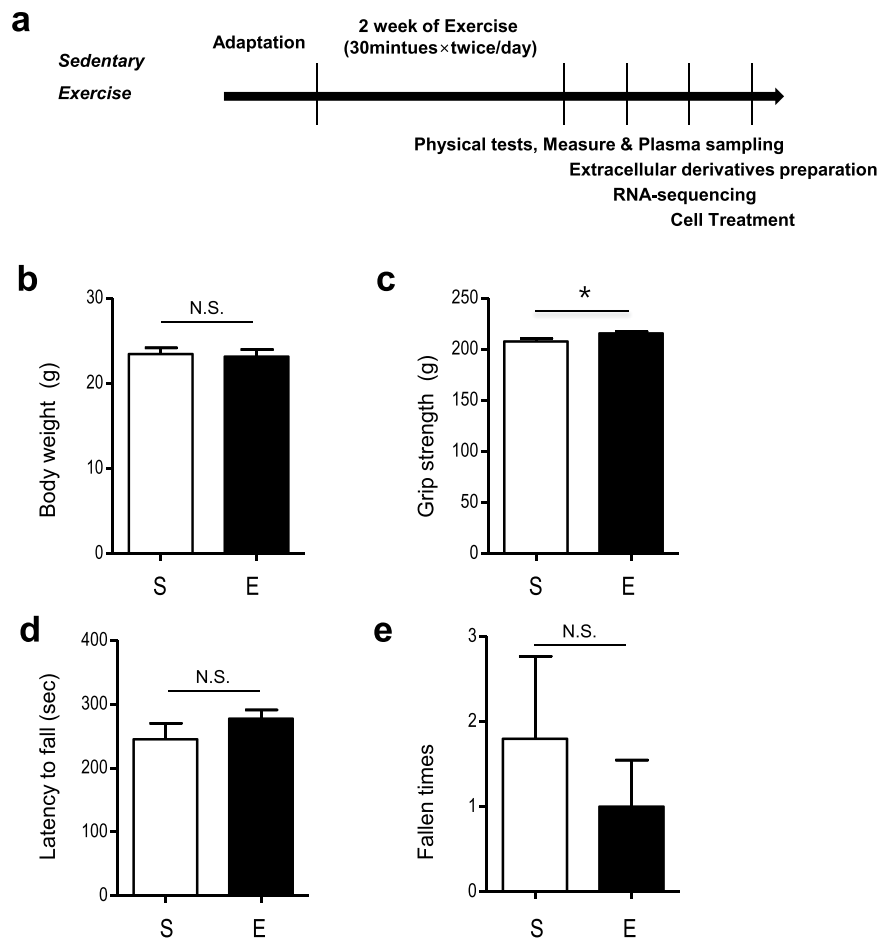 a
Adaptation
2 week of Exercise
(30mintues×twice/day)
Sedentary
Exercise
Physical tests, Measure & Plasma sampling
Extracellular derivatives preparation
RNA-sequencing
Cell Treatment
b
N.S.
Body weight (g)
30
20
10
0
S E
c
*
Grip strength (g)
250
200
150
100
50
0
S E
d
N.S.
Latency to fall (sec)
400
300
200
100
0
S E
e
N.S.
Fallen times
3
2
1
0
S E